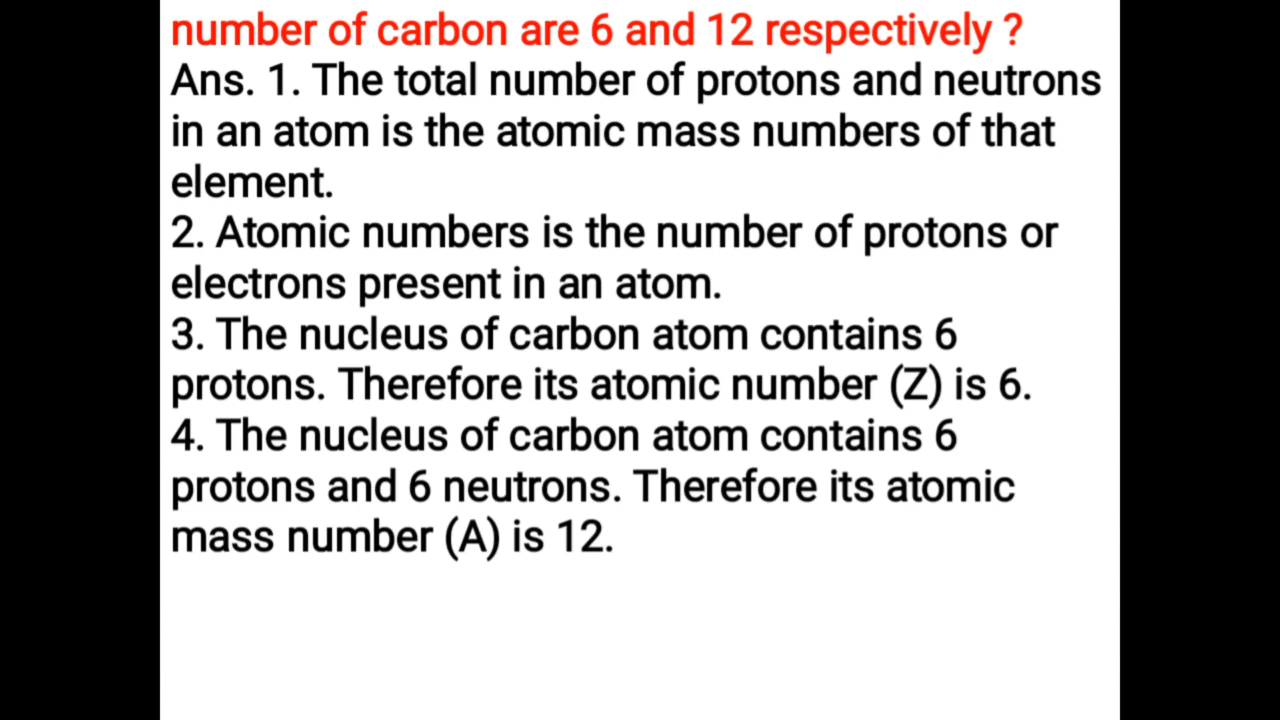 number of carbon are 6 and 12 respectively ?
Ans. 1. The total number of protons and neutrons
in an atom is the atomic mass numbers of that
element.
2. Atomic numbers is the number of protons or
electrons present in an atom.
3. The nucleus of carbon atom contains 6
protons. Therefore its atomic number (Z) is 6.
4. The nucleus of carbon atom contains 6
protons and 6 neutrons. Therefore its atomic
mass number (A) is 12.